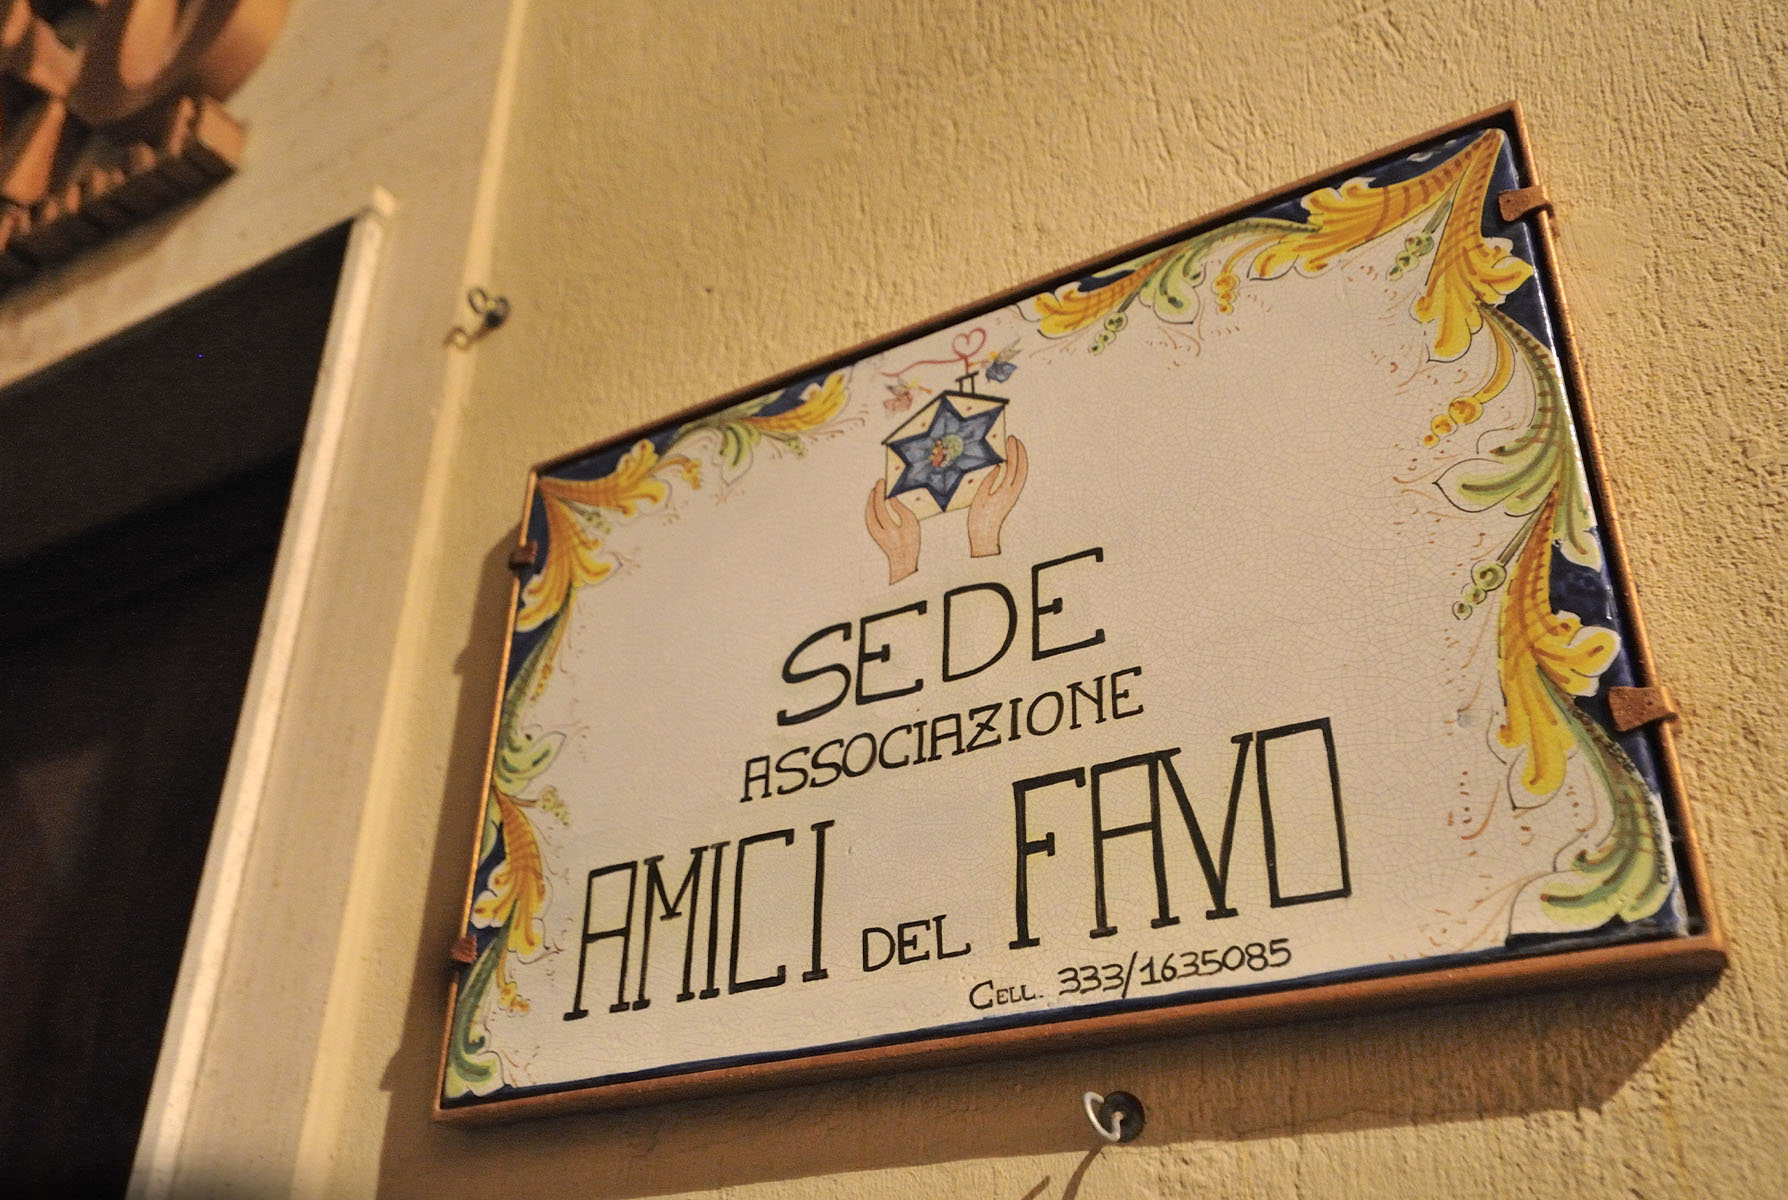 SEDE
ASSOCIAZIONE
AMICI DEL FAVO
CELL. 333/1635085